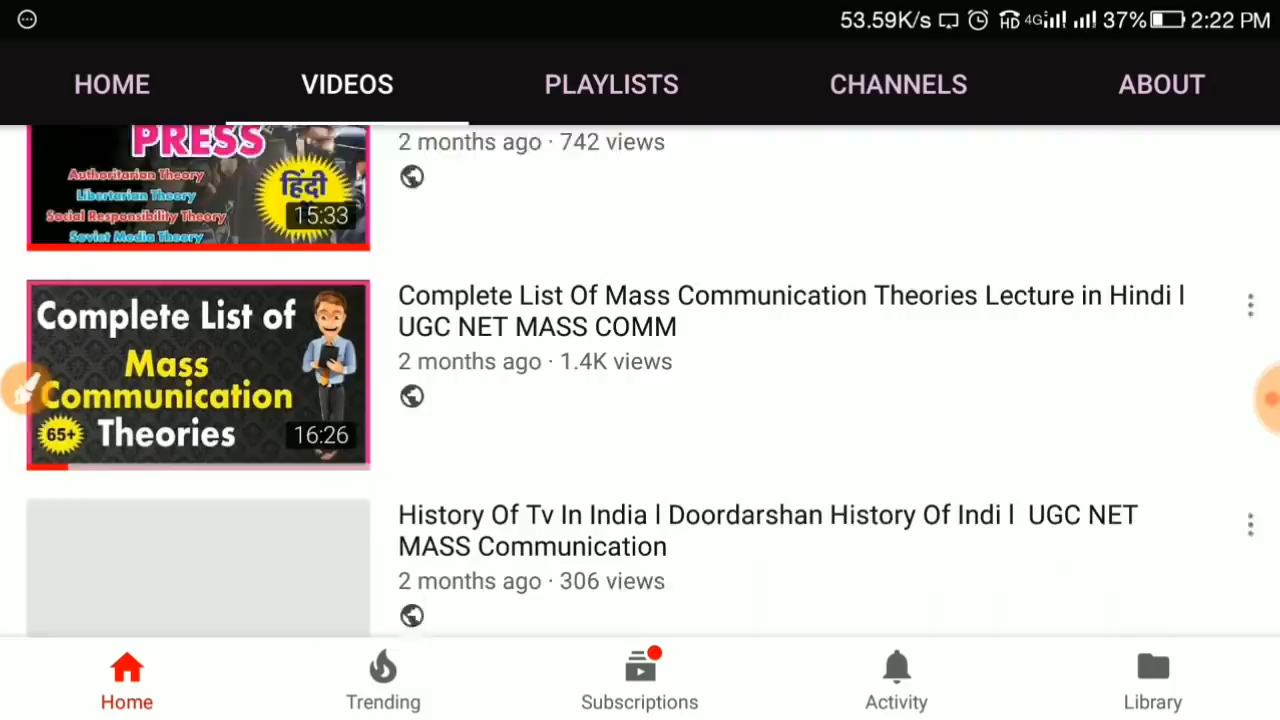 53.59K/s HD 4G 37% 2:22 PM
HOME VIDEOS PLAYLISTS CHANNELS ABOUT
PRESS
Authoritarian Theory
Libertarian Theory
Social Responsibility Theory
Soviet Media Theory
हिंदी
15:33
2 months ago · 742 views
Complete List of
Mass
Communication
65+ Theories
16:26
Complete List Of Mass Communication Theories Lecture in Hindi l
UGC NET MASS COMM
2 months ago · 1.4K views
History Of Tv In India l Doordarshan History Of Indi l  UGC NET
MASS Communication
2 months ago · 306 views
Home Trending Subscriptions Activity Library